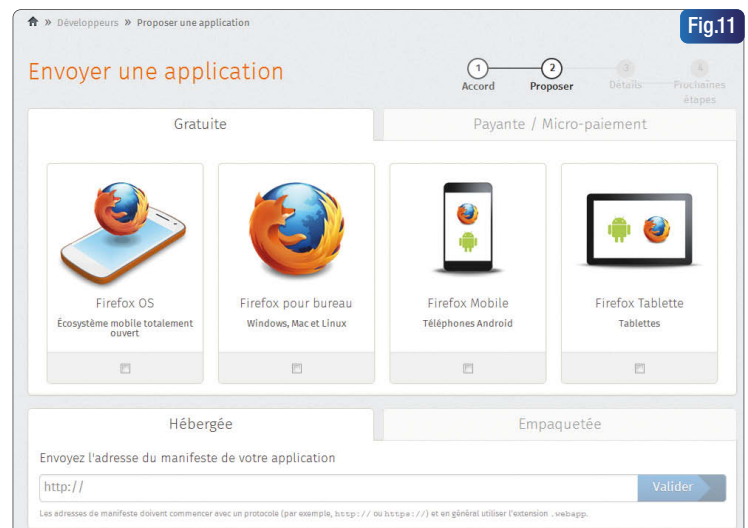 » Développeurs » Proposer une application
Fig.11
Envoyer une application
1 2 3 4
Accord Proposer Détails Prochaines étapes
Gratuite Payante / Micro-paiement
Firefox OS
Écosystème mobile totalement
ouvert
Firefox pour bureau
Windows, Mac et Linux
Firefox Mobile
Téléphones Android
Firefox Tablette
Tablettes
Hébergée Empaquetée
Envoyez l'adresse du manifeste de votre application
http:// Valider
Les adresses de manifeste doivent commencer avec un protocole (par exemple, http:// ou https://) et en général utiliser l'extension .webapp.